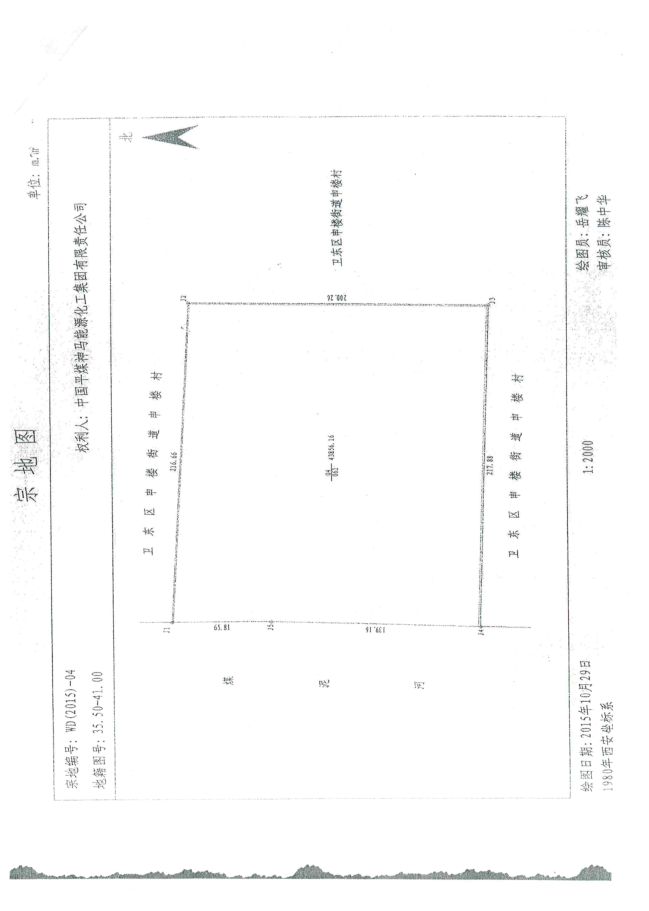 宗地图
单位: m.㎡
宗地编号: WD(2015)-04
权利人: 中国平煤神马能源化工集团有限责任公司
地籍图号: 35.50-41.00
北
卫东区申楼街道申楼村
J1
216.66
J2
65.81
J5
煤泥河
139.16
04
43856.16
200.26
卫东区申楼街道申楼村
J4
217.88
J3
卫东区申楼街道申楼村
绘图日期: 2015年10月29日
1:2000
绘图员: 岳耀飞
1980年西安坐标系
审核员: 陈中华